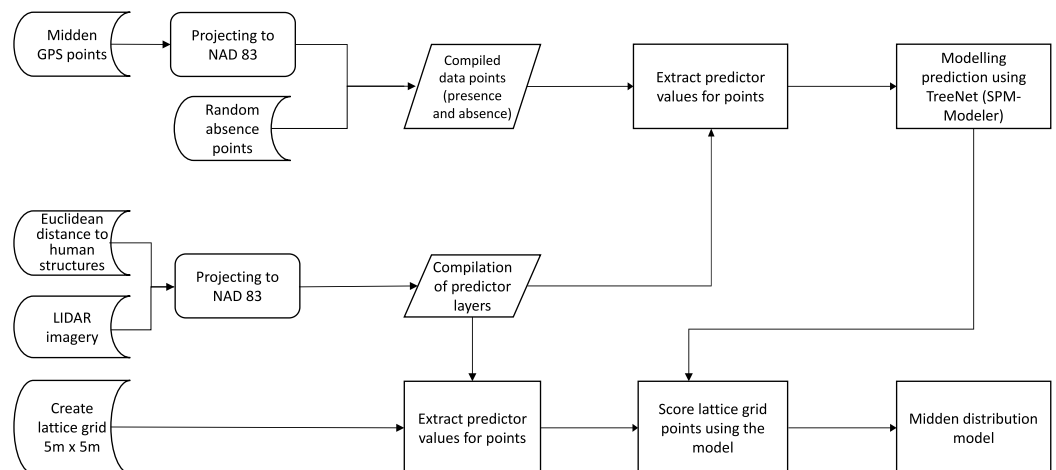 Midden
GPS points
Projecting to
NAD 83
Random
absence
points
Compiled
data points
(presence
and absence)
Extract predictor
values for points
Modelling
prediction using
TreeNet (SPM-
Modeler)
Euclidean
distance to
human
structures
LIDAR
imagery
Projecting to
NAD 83
Compilation
of predictor
layers
Create
lattice grid
5m x 5m
Extract predictor
values for points
Score lattice grid
points using the
model
Midden distribution
model